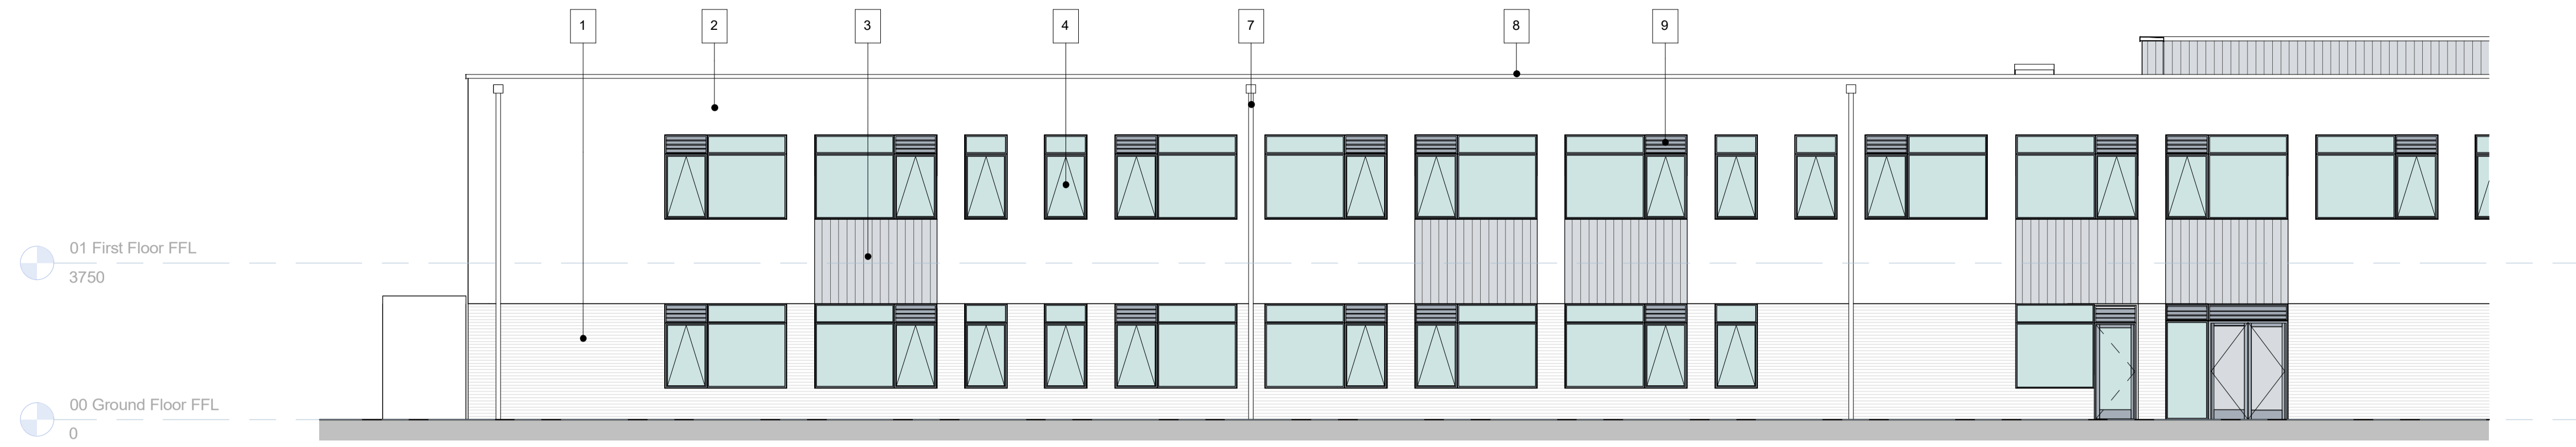 1 2 3 4 7 8 9
01 First Floor FFL
3750
00 Ground Floor FFL
0